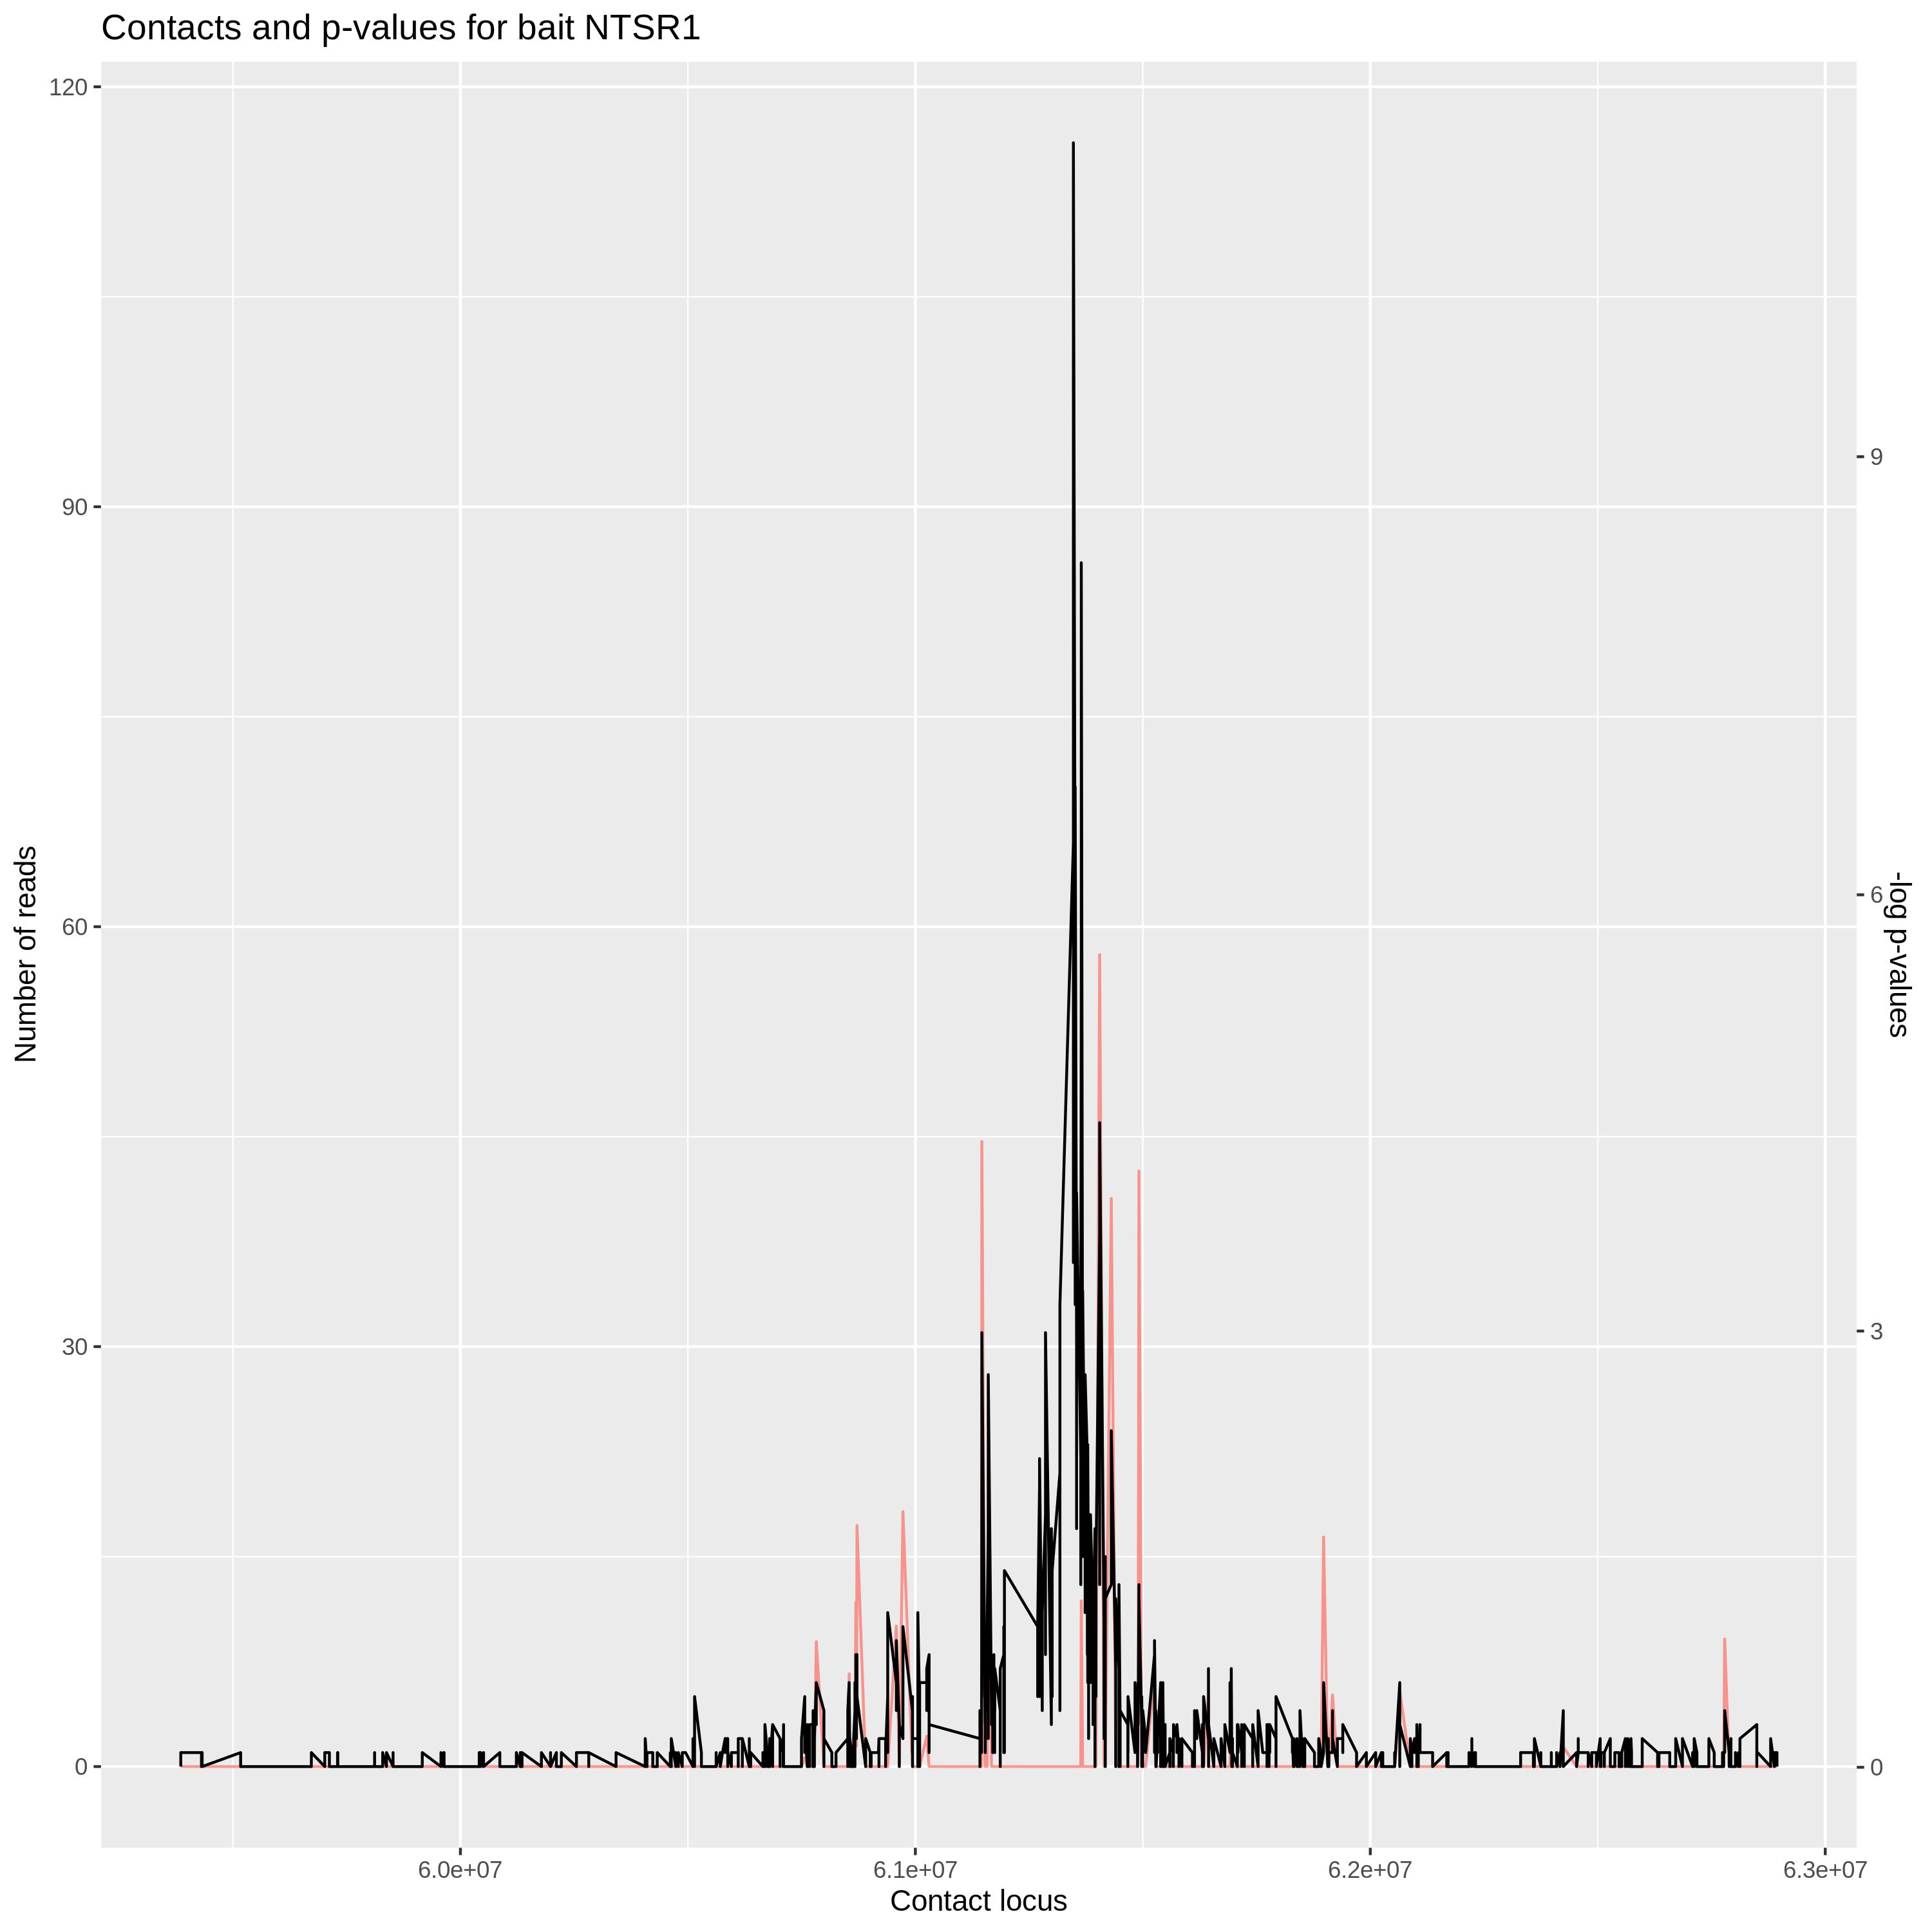 Contacts and p-values for bait NTSR1
120
90
60
30
0
Number of reads
9
6
3
0
-log p-values
6.0e+07
6.1e+07
6.2e+07
6.3e+07
Contact locus